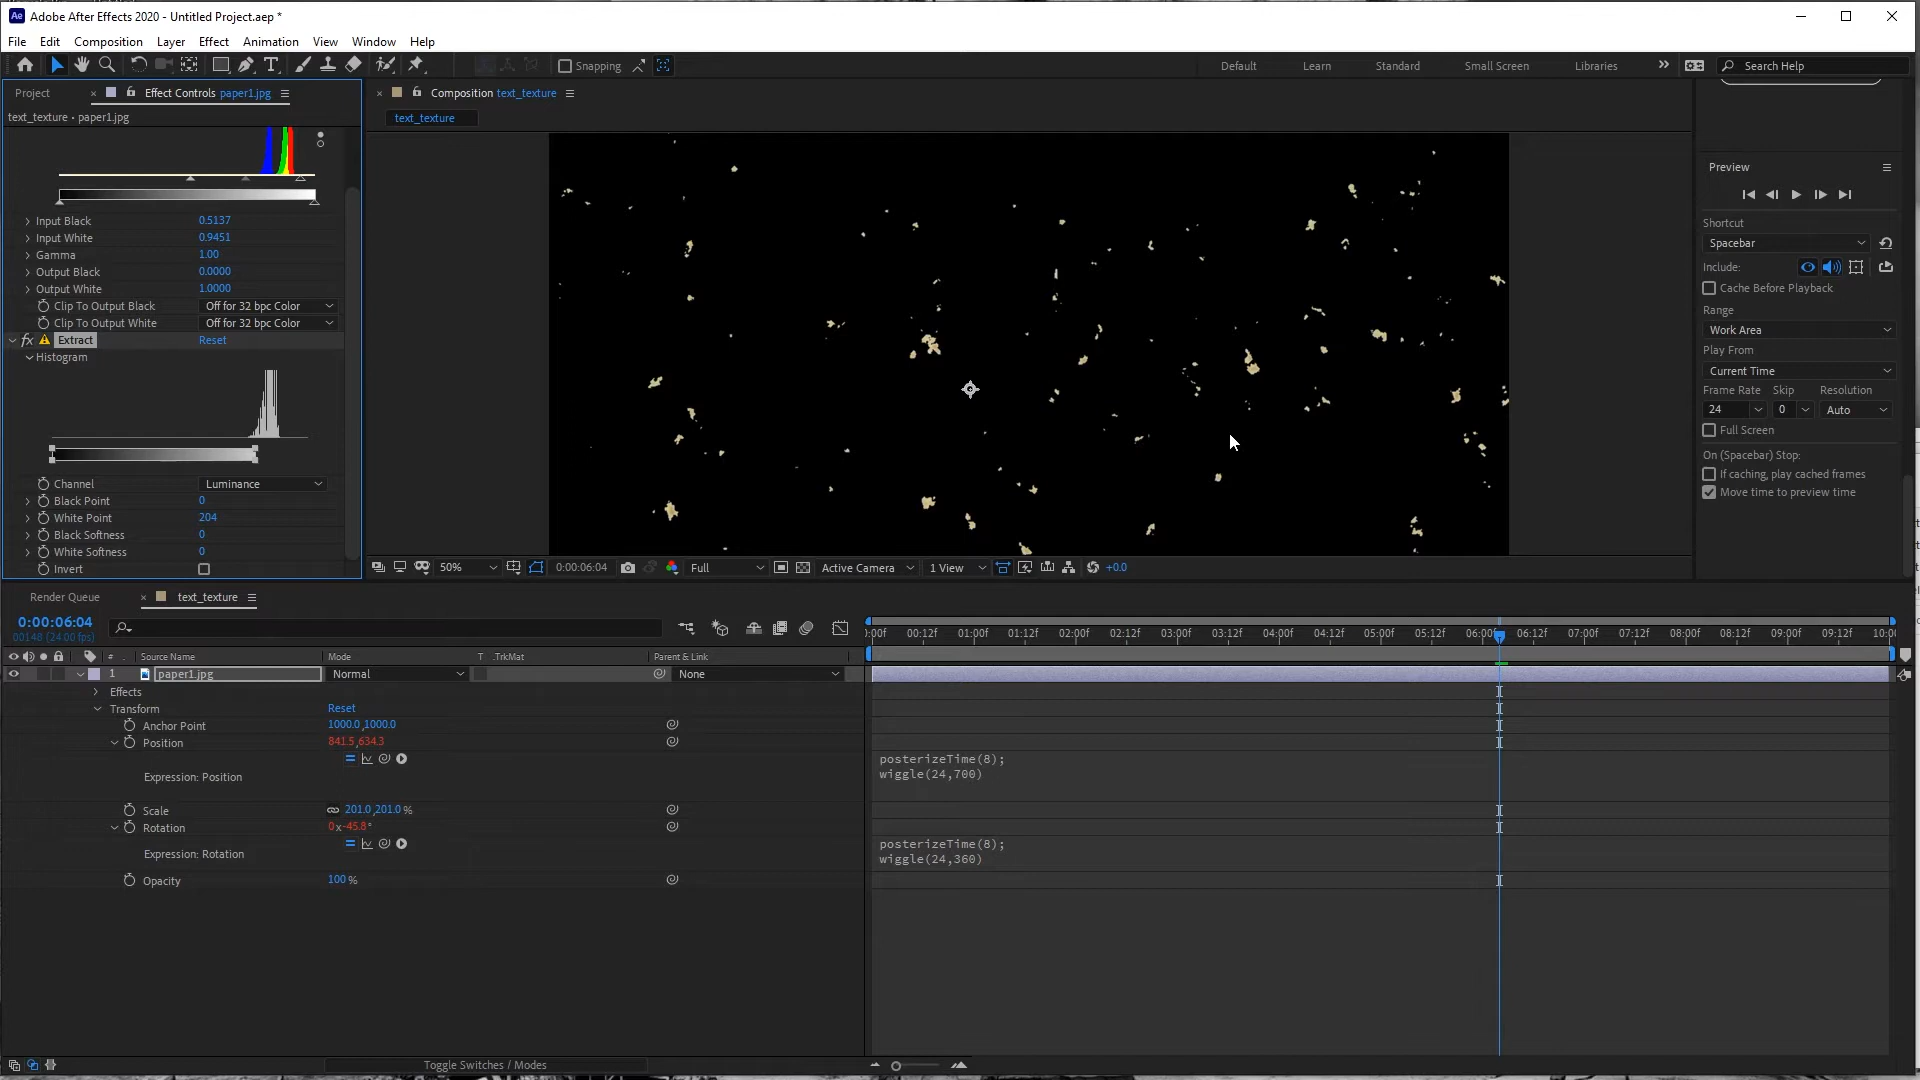 Adobe After Effects 2020 - Untitled Project.aep *
File Edit Composition Layer Effect Animation View Window Help
Snapping
Default Learn Standard Small Screen Libraries
Search Help
Project
Effect Controls paper1.jpg
text_texture • paper1.jpg
Input Black 0.5137
Input White 0.9451
Gamma 1.00
Output Black 0.0000
Output White 1.0000
Clip To Output Black Off for 32 bpc Color
Clip To Output White Off for 32 bpc Color
fx Extract Reset
Histogram
Channel Luminance
Black Point 0
White Point 204
Black Softness 0
White Softness 0
Invert
Composition text_texture
text_texture
50% 0:00:06:04 Full Active Camera 1 View +0.0
Preview
Shortcut
Spacebar
Include:
Cache Before Playback
Range
Work Area
Play From
Current Time
Frame Rate Skip Resolution
24 0 Auto
Full Screen
On (Spacebar) Stop:
If caching, play cached frames
Move time to preview time
Render Queue
text_texture
0:00:06:04
00148 (24.00 fps)
# Source Name Mode T .TrkMat Parent & Link
1 paper1.jpg Normal None
Effects
Transform Reset
Anchor Point 1000.0,1000.0
Position 841.5,634.3
Expression: Position
Scale 201.0,201.0 %
Rotation 0x-45.8°
Expression: Rotation
Opacity 100 %
:00f 00:12f 01:00f 01:12f 02:00f 02:12f 03:00f 03:12f 04:00f 04:12f 05:00f 05:12f 06:00f 06:12f 07:00f 07:12f 08:00f 08:12f 09:00f 09:12f 10:00
posterizeTime(8);
wiggle(24,700)
posterizeTime(8);
wiggle(24,360)
Toggle Switches / Modes